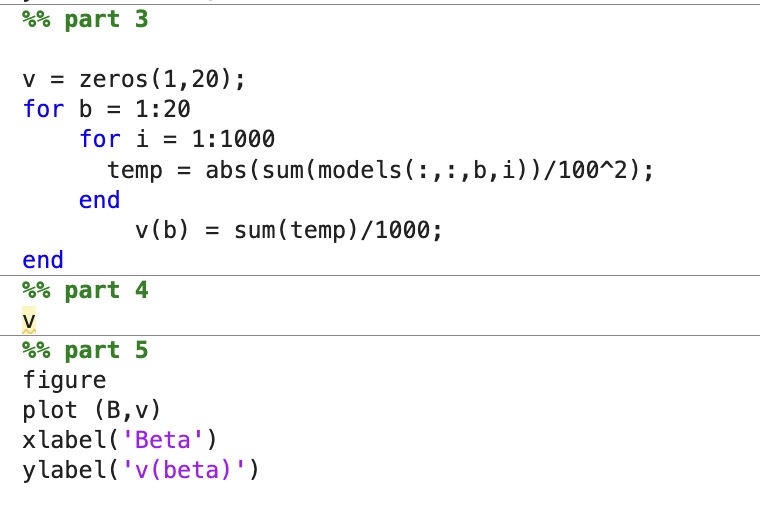 %% part 3
v = zeros(1,20);
for b = 1:20
for i = 1:1000
temp = abs(sum(models(:,:,b,i))/100^2);
end
v(b) = sum(temp)/1000;
end
%% part 4
v
%% part 5
figure
plot (B,v)
xlabel('Beta')
ylabel('v(beta)')